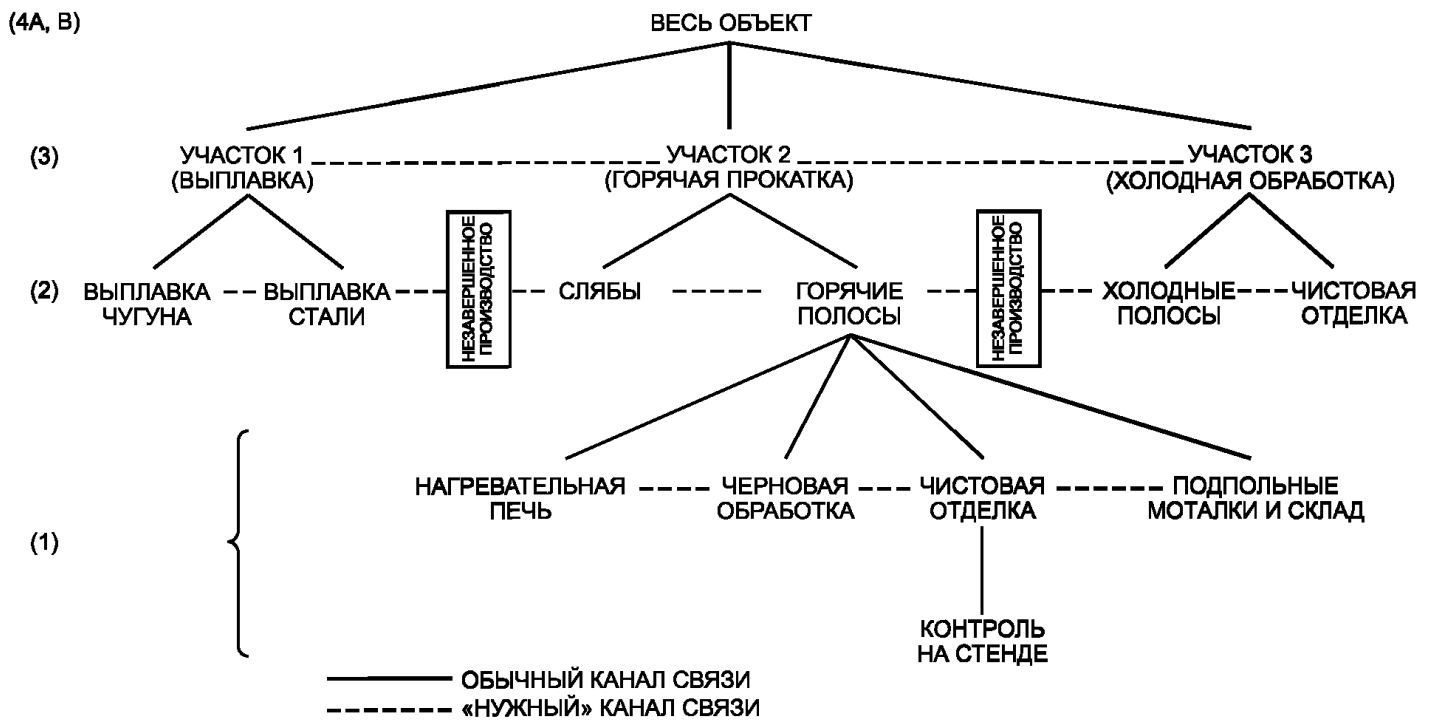 (4A, B)
ВЕСЬ ОБЪЕКТ
(3)
УЧАСТОК 1
(ВЫПЛАВКА)
УЧАСТОК 2
(ГОРЯЧАЯ ПРОКАТКА)
УЧАСТОК 3
(ХОЛОДНАЯ ОБРАБОТКА)
(2)
ВЫПЛАВКА
ЧУГУНА
ВЫПЛАВКА
СТАЛИ
НЕЗАВЕРШЕННОЕ
ПРОИЗВОДСТВО
СЛЯБЫ
ГОРЯЧИЕ
ПОЛОСЫ
НЕЗАВЕРШЕННОЕ
ПРОИЗВОДСТВО
ХОЛОДНЫЕ
ПОЛОСЫ
ЧИСТОВАЯ
ОТДЕЛКА
(1)
НАГРЕВАТЕЛЬНАЯ
ПЕЧЬ
ЧЕРНОВАЯ
ОБРАБОТКА
ЧИСТОВАЯ
ОТДЕЛКА
ПОДПОЛЬНЫЕ
МОТАЛКИ И СКЛАД
КОНТРОЛЬ
НА СТЕНДЕ
ОБЫЧНЫЙ КАНАЛ СВЯЗИ
«НУЖНЫЙ» КАНАЛ СВЯЗИ